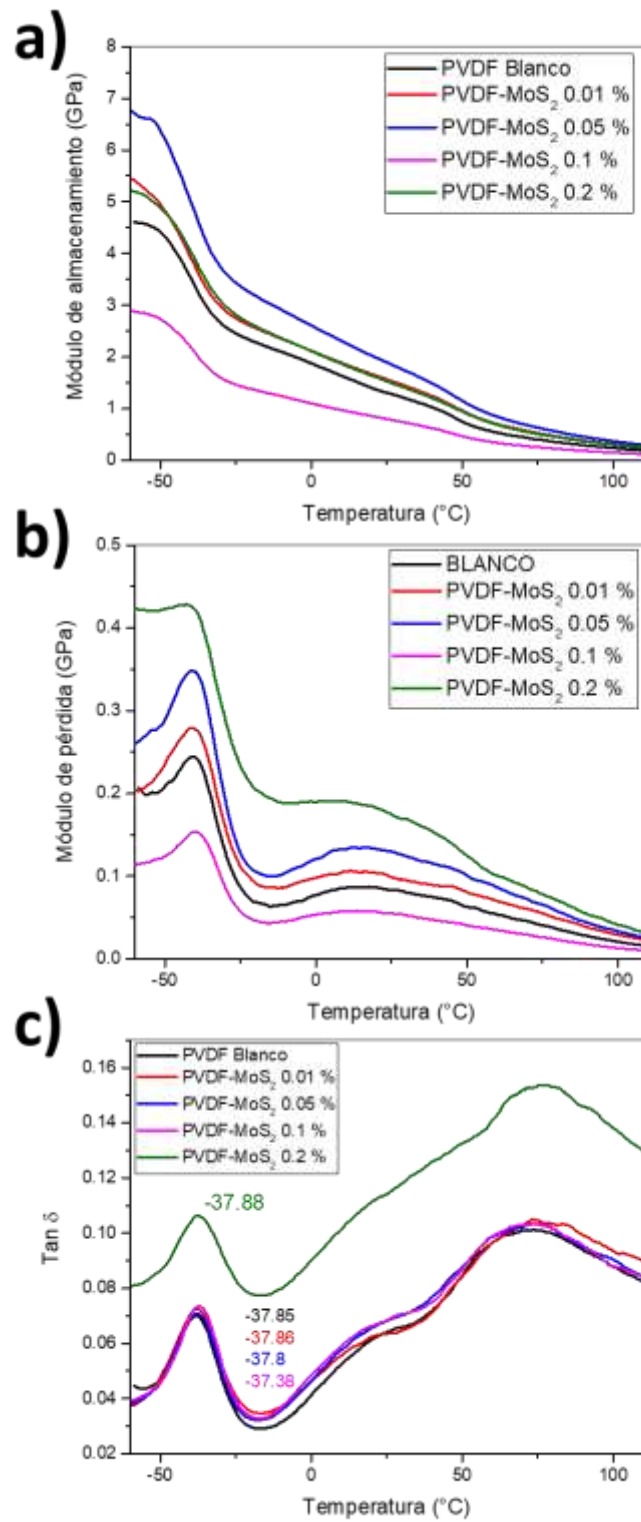 a)
8
7
6
5
4
3
2
1
0
Módulo de almacenamiento (GPa)
PVDF Blanco
PVDF-MoS₂ 0.01 %
PVDF-MoS₂ 0.05 %
PVDF-MoS₂ 0.1 %
PVDF-MoS₂ 0.2 %
-50 0 50 100
Temperatura (°C)
b)
0.5
0.4
0.3
0.2
0.1
0.0
Módulo de pérdida (GPa)
BLANCO
PVDF-MoS₂ 0.01 %
PVDF-MoS₂ 0.05 %
PVDF-MoS₂ 0.1 %
PVDF-MoS₂ 0.2 %
-50 0 50 100
Temperatura (°C)
c)
0.16
0.14
0.12
0.10
0.08
0.06
0.04
0.02
Tan δ
PVDF Blanco
PVDF-MoS₂ 0.01 %
PVDF-MoS₂ 0.05 %
PVDF-MoS₂ 0.1 %
PVDF-MoS₂ 0.2 %
-37.88
-37.85
-37.86
-37.8
-37.38
-50 0 50 100
Temperatura (°C)